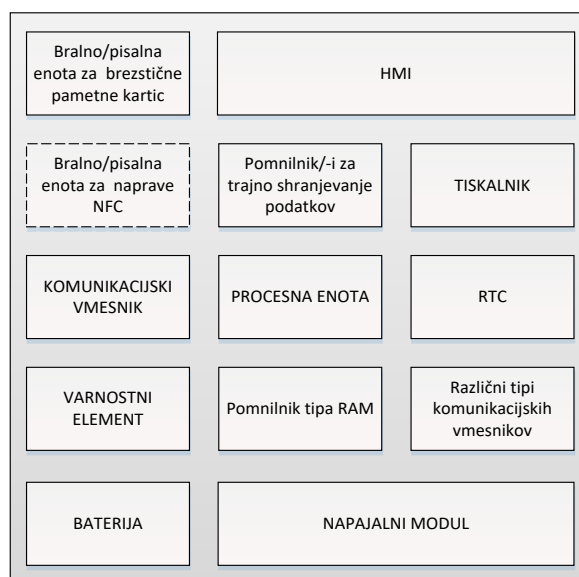 Bralno/pisalna
enota za brezstične
pametne kartic
HMI
Bralno/pisalna
enota za naprave
NFC
Pomnilnik/-i za
trajno shranjevanje
podatkov
TISKALNIK
KOMUNIKACIJSKI
VMESNIK
PROCESNA ENOTA
RTC
VARNOSTNI
ELEMENT
Pomnilnik tipa RAM
Različni tipi
komunikacijskih
vmesnikov
BATERIJA
NAPAJALNI MODUL